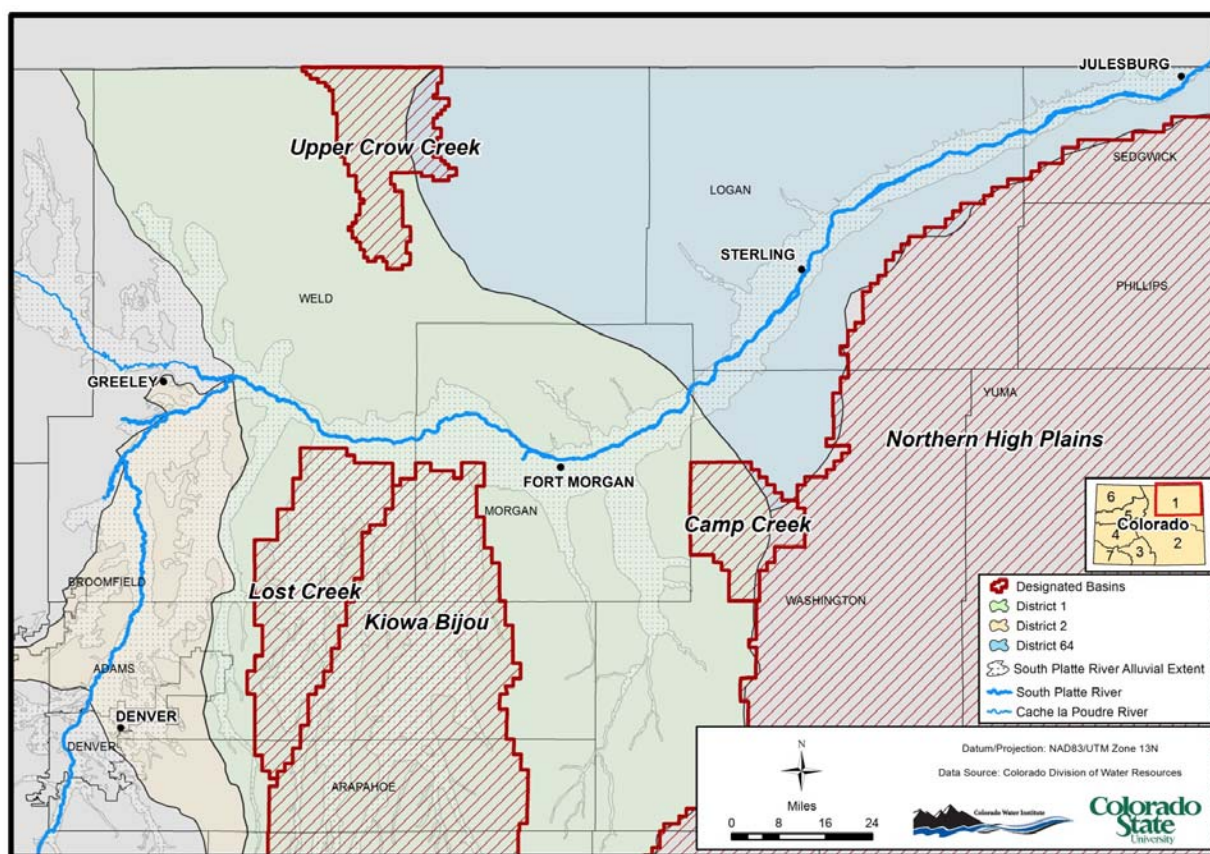 JULESBURG
Upper Crow Creek
SEDGWICK
LOGAN
STERLING
WELD
PHILLIPS
GREELEY
YUMA
Northern High Plains
FORT MORGAN
MORGAN
Camp Creek
6
1
5
Colorado
4
2
7
3
BROOMFIELD
Lost Creek
Kiowa Bijou
WASHINGTON
Designated Basins
District 1
District 2
District 64
South Platte River Alluvial Extent
South Platte River
Cache la Poudre River
ADAMS
DENVER
DENVER
ARAPAHOE
N
Miles
0 8 16 24
Datum/Projection: NAD83/UTM Zone 13N
Data Source: Colorado Division of Water Resources
Colorado Water Institute
Colorado
State
University